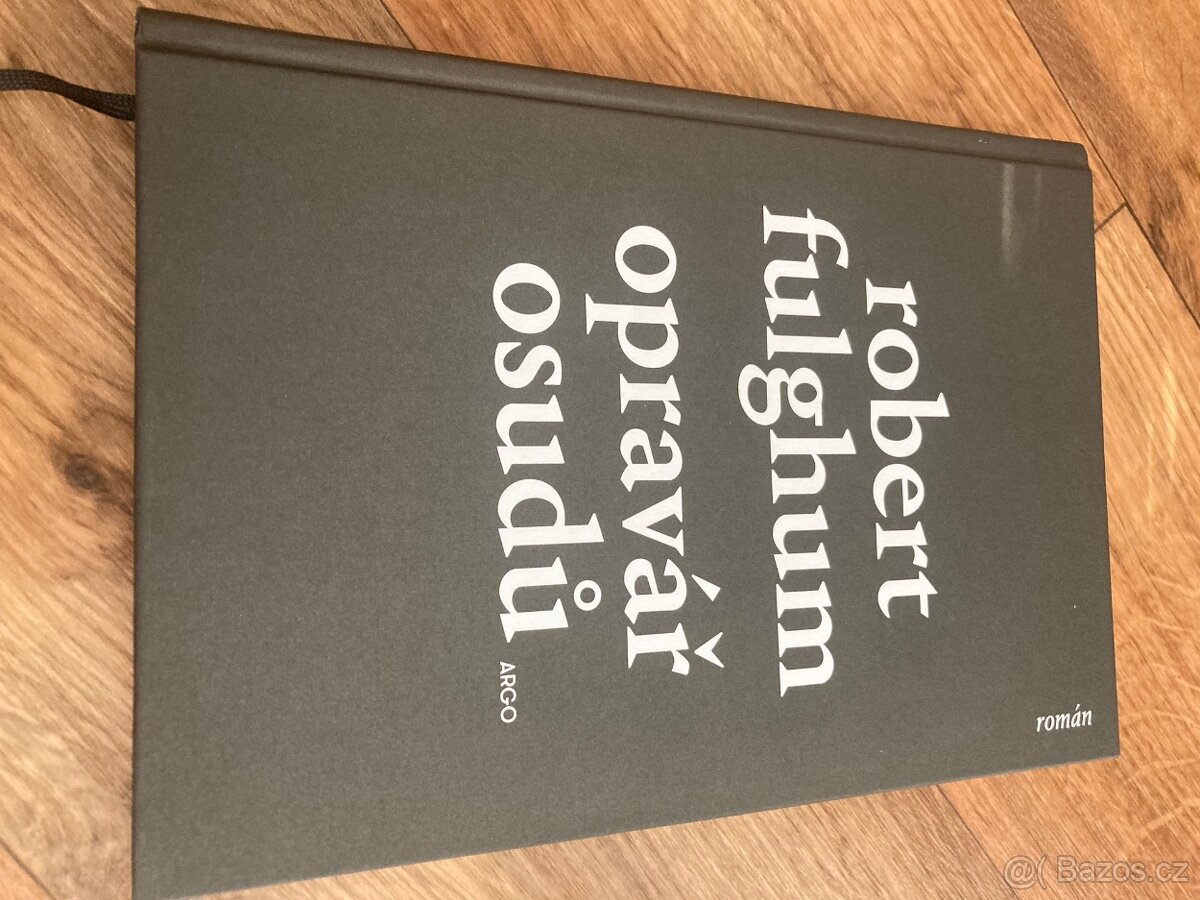 robert
fulghum
opravář
osudů
ARGO
román
@( Bazos.cz